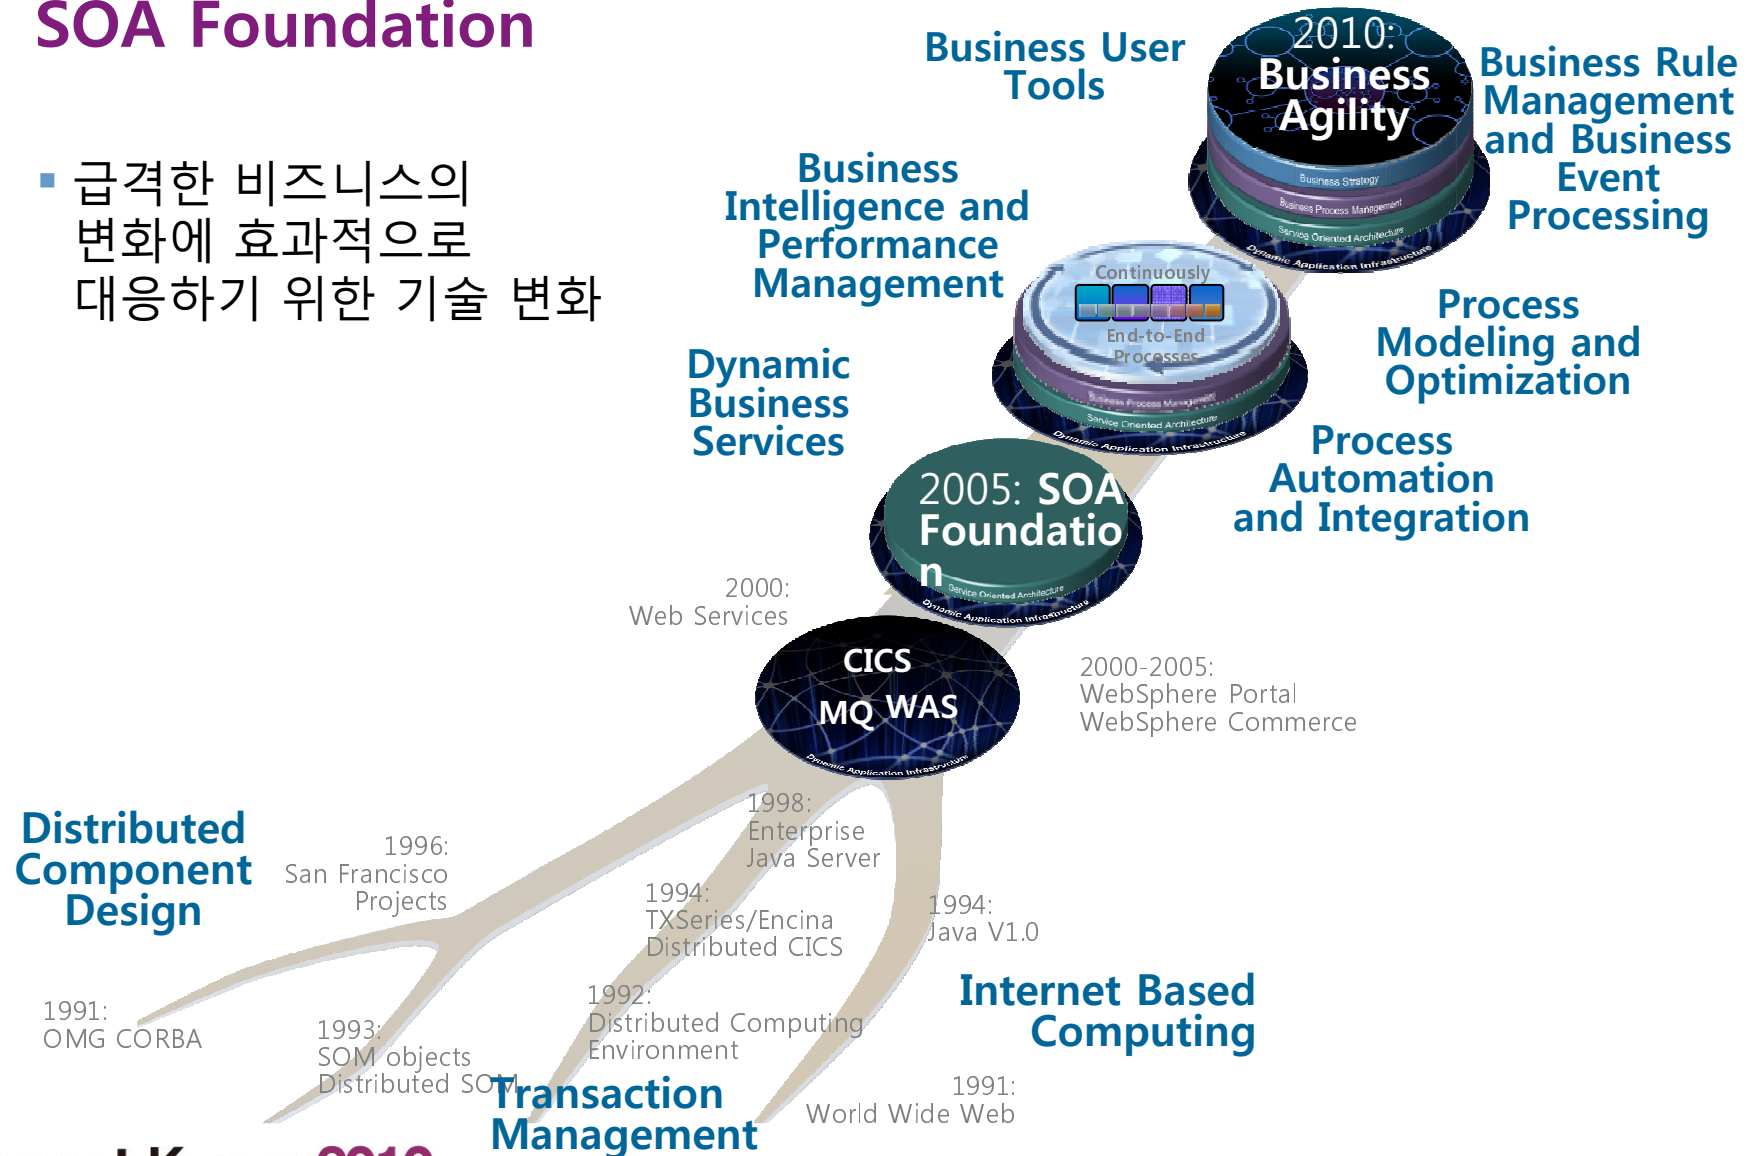 SOA Foundation
급격한 비즈니스의
변화에 효과적으로
대응하기 위한 기술 변화
Business User
Tools
2010:
Business
Agility
Business Strategy
Business Process Management
Service Oriented Architecture
Dynamic Application Infrastructure
Business Rule
Management
and Business
Event
Processing
Business
Intelligence and
Performance
Management
Continuously
End-to-End
Processes
Business Process Management
Service Oriented Architecture
Dynamic Application Infrastructure
Process
Modeling and
Optimization
Dynamic
Business
Services
Process
Automation
and Integration
2005: SOA
Foundatio
n
Service Oriented Architecture
Dynamic Application Infrastructure
2000:
Web Services
CICS
MQ WAS
Dynamic Application Infrastructure
2000-2005:
WebSphere Portal
WebSphere Commerce
Distributed
Component
Design
1996:
San Francisco
Projects
1998:
Enterprise
Java Server
1994:
TXSeries/Encina
Distributed CICS
1994:
Java V1.0
1991:
OMG CORBA
1993:
SOM objects
Distributed SOM
1992:
Distributed Computing
Environment
Internet Based
Computing
Transaction
Management
1991:
World Wide Web
2010